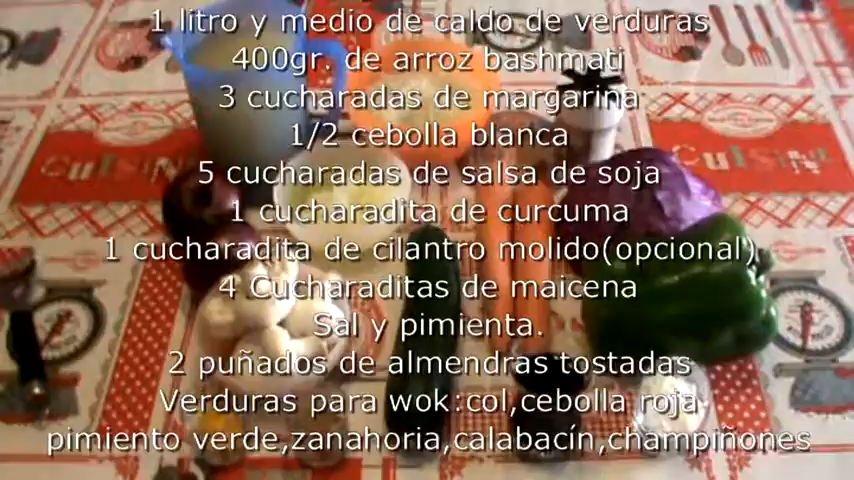 1 litro y medio de caldo de verduras
400gr. de arroz bashmati
3 cucharadas de margarina
1/2 cebolla blanca
5 cucharadas de salsa de soja
1 cucharadita de curcuma
1 cucharadita de cilantro molido(opcional)
4 Cucharaditas de maicena
Sal y pimienta.
2 puñados de almendras tostadas
Verduras para wok:col,cebolla roja
pimiento verde,zanahoria,calabacín,champiñones